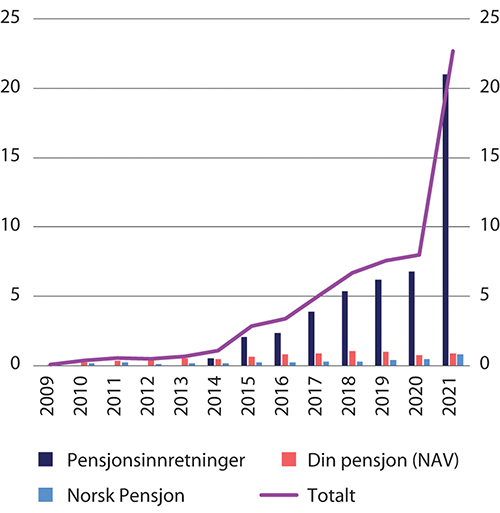 25 25
20 20
15 15
10 10
5 5
0 0
2009 2010 2011 2012 2013 2014 2015 2016 2017 2018 2019 2020 2021
Pensjonsinnretninger Din pensjon (NAV)
Norsk Pensjon Totalt